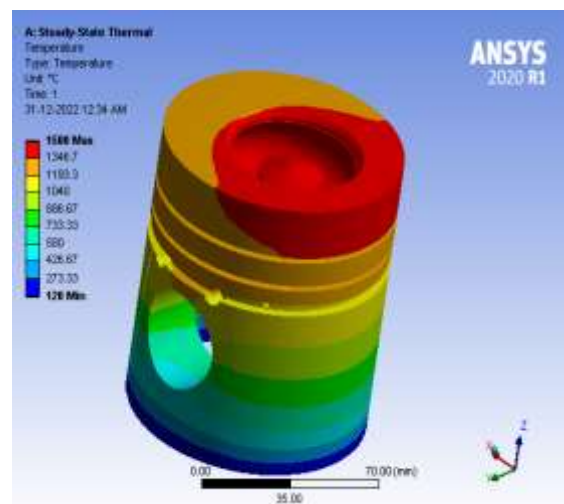 A: Steady-State Thermal
Temperature
Type: Temperature
Unit: °C
Time: 1
31-12-2022 12:34 AM
1500 Max
1346.7
1193.3
1040
886.67
733.33
580
426.67
273.33
120 Min
ANSYS
2020 R1
0.00
70.00 (mm)
35.00
Z